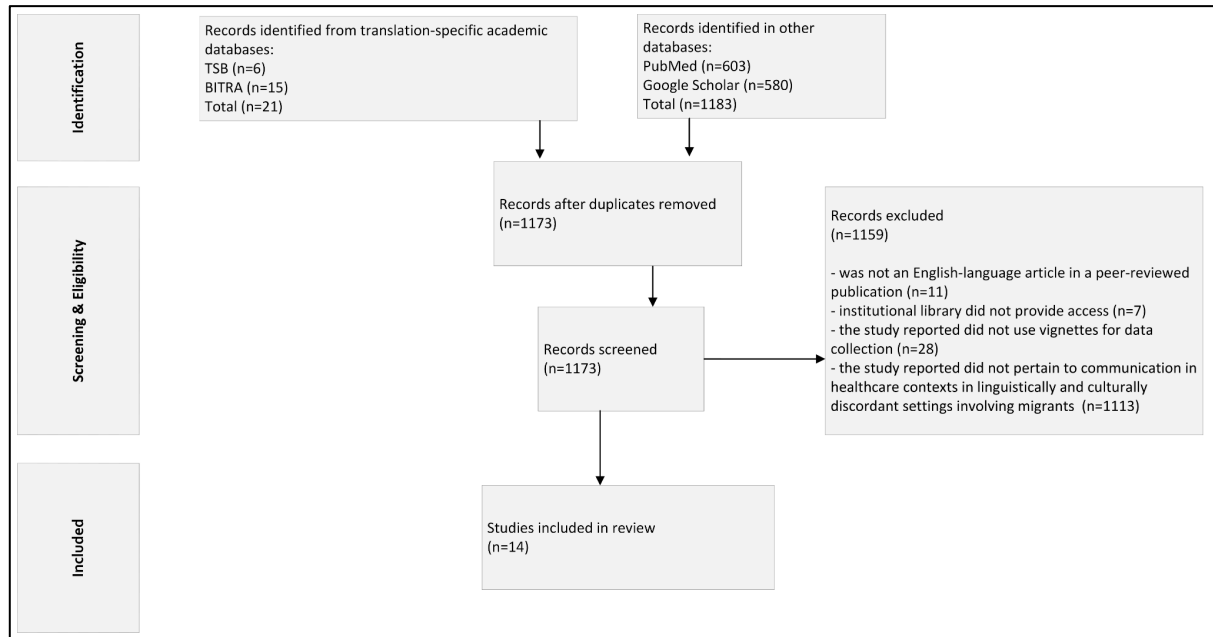 Identification
Records identified from translation-specific academic
databases:
TSB (n=6)
BITRA (n=15)
Total (n=21)
Records identified in other
databases:
PubMed (n=603)
Google Scholar (n=580)
Total (n=1183)
Screening & Eligibility
Records after duplicates removed
(n=1173)
Records screened
(n=1173)
Records excluded
(n=1159)
- was not an English-language article in a peer-reviewed
publication (n=11)
- institutional library did not provide access (n=7)
- the study reported did not use vignettes for data
collection (n=28)
- the study reported did not pertain to communication in
healthcare contexts in linguistically and culturally
discordant settings involving migrants (n=1113)
Included
Studies included in review
(n=14)